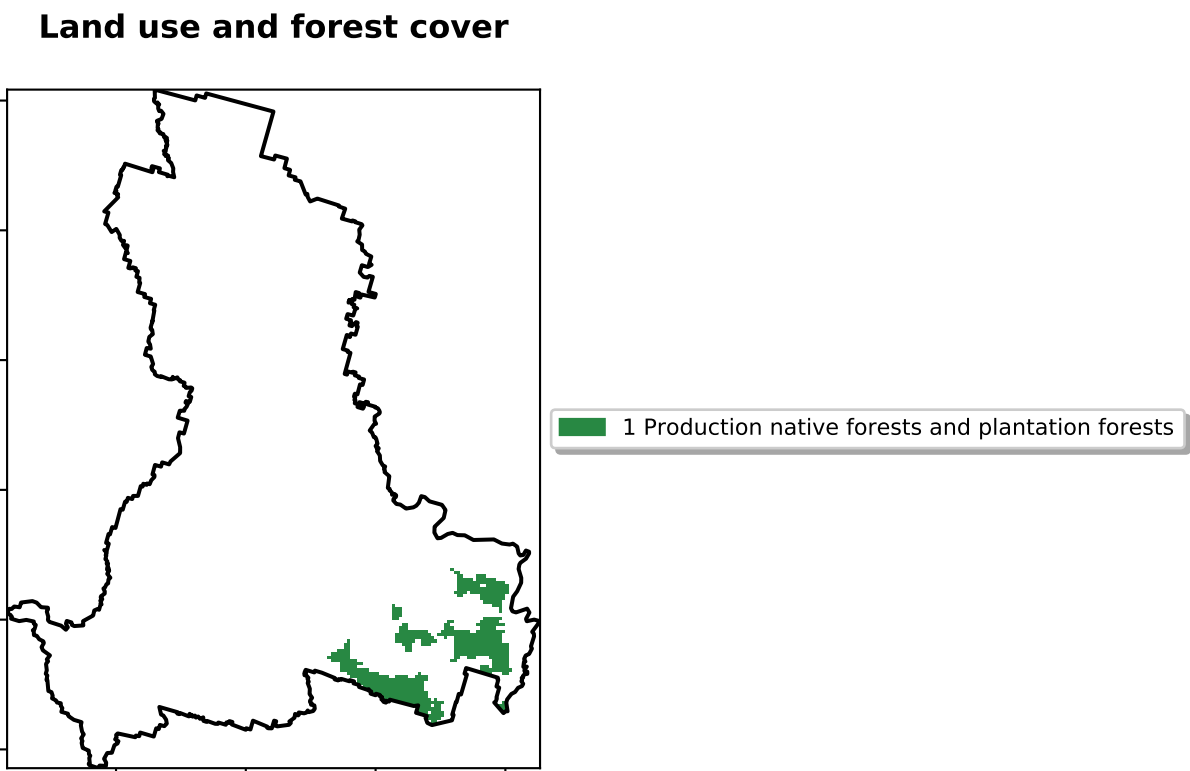 Land use and forest cover
1 Production native forests and plantation forests